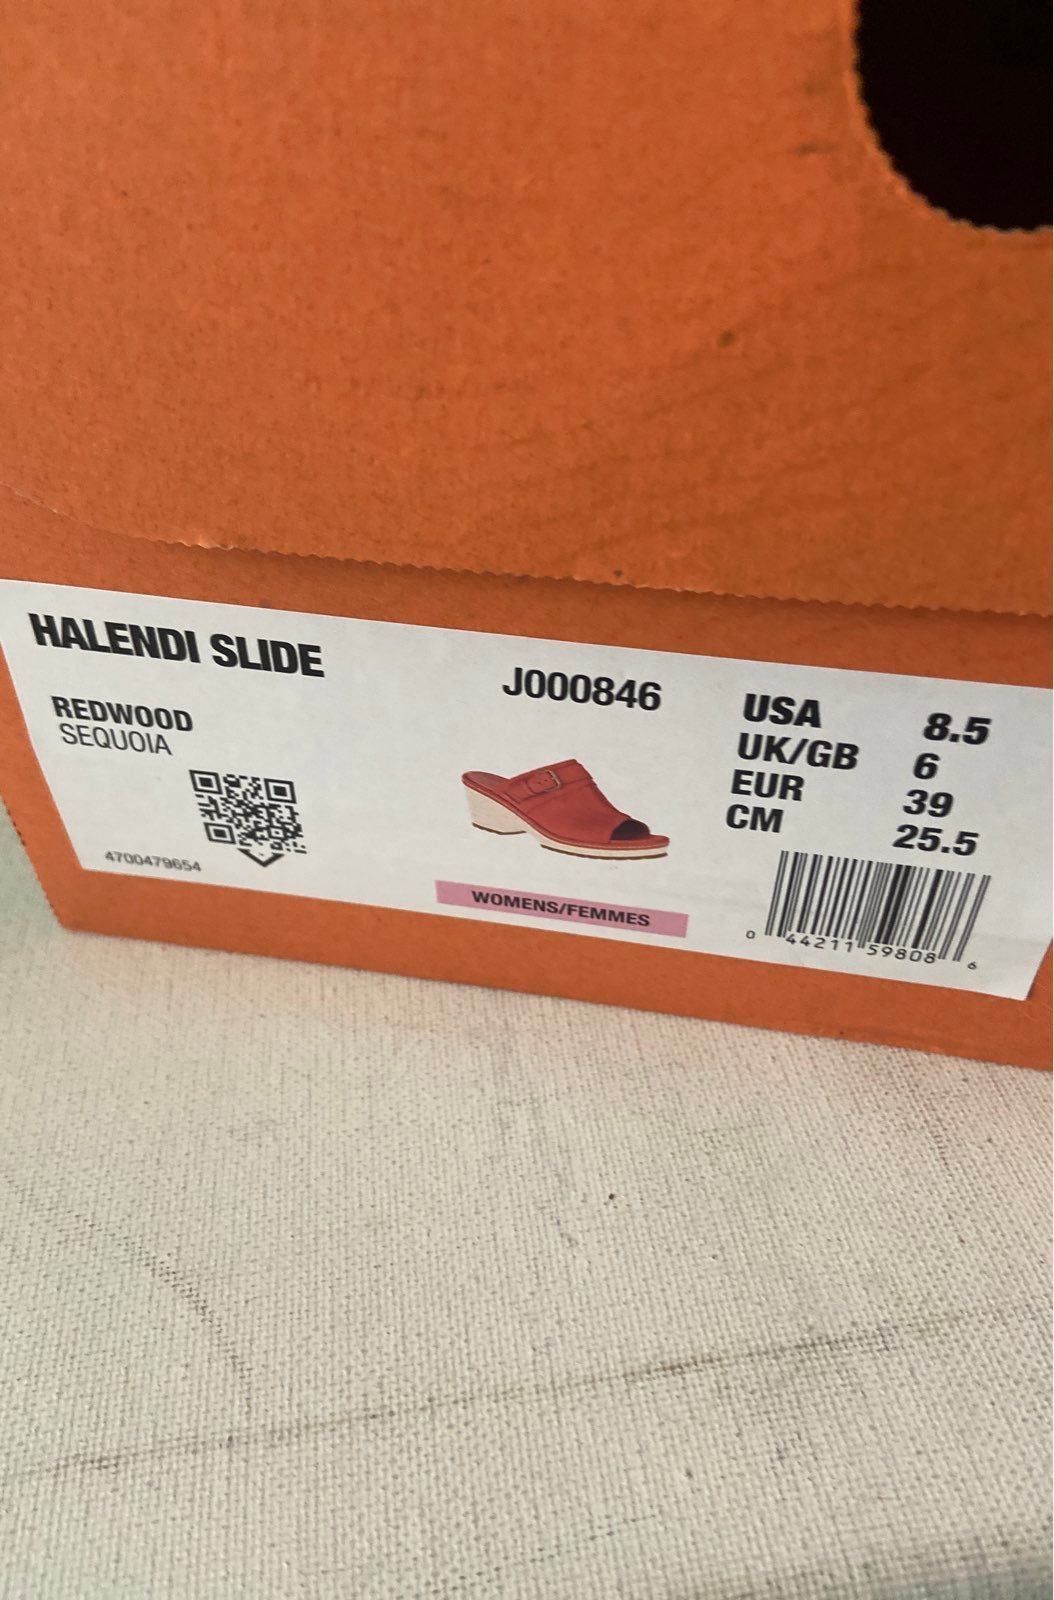 HALENDI SLIDE
REDWOOD
SEQUOIA
4700479654
J000846
WOMENS/FEMMES
USA 8.5
UK/GB 6
EUR 39
CM 25.5
0 44211 59808 6